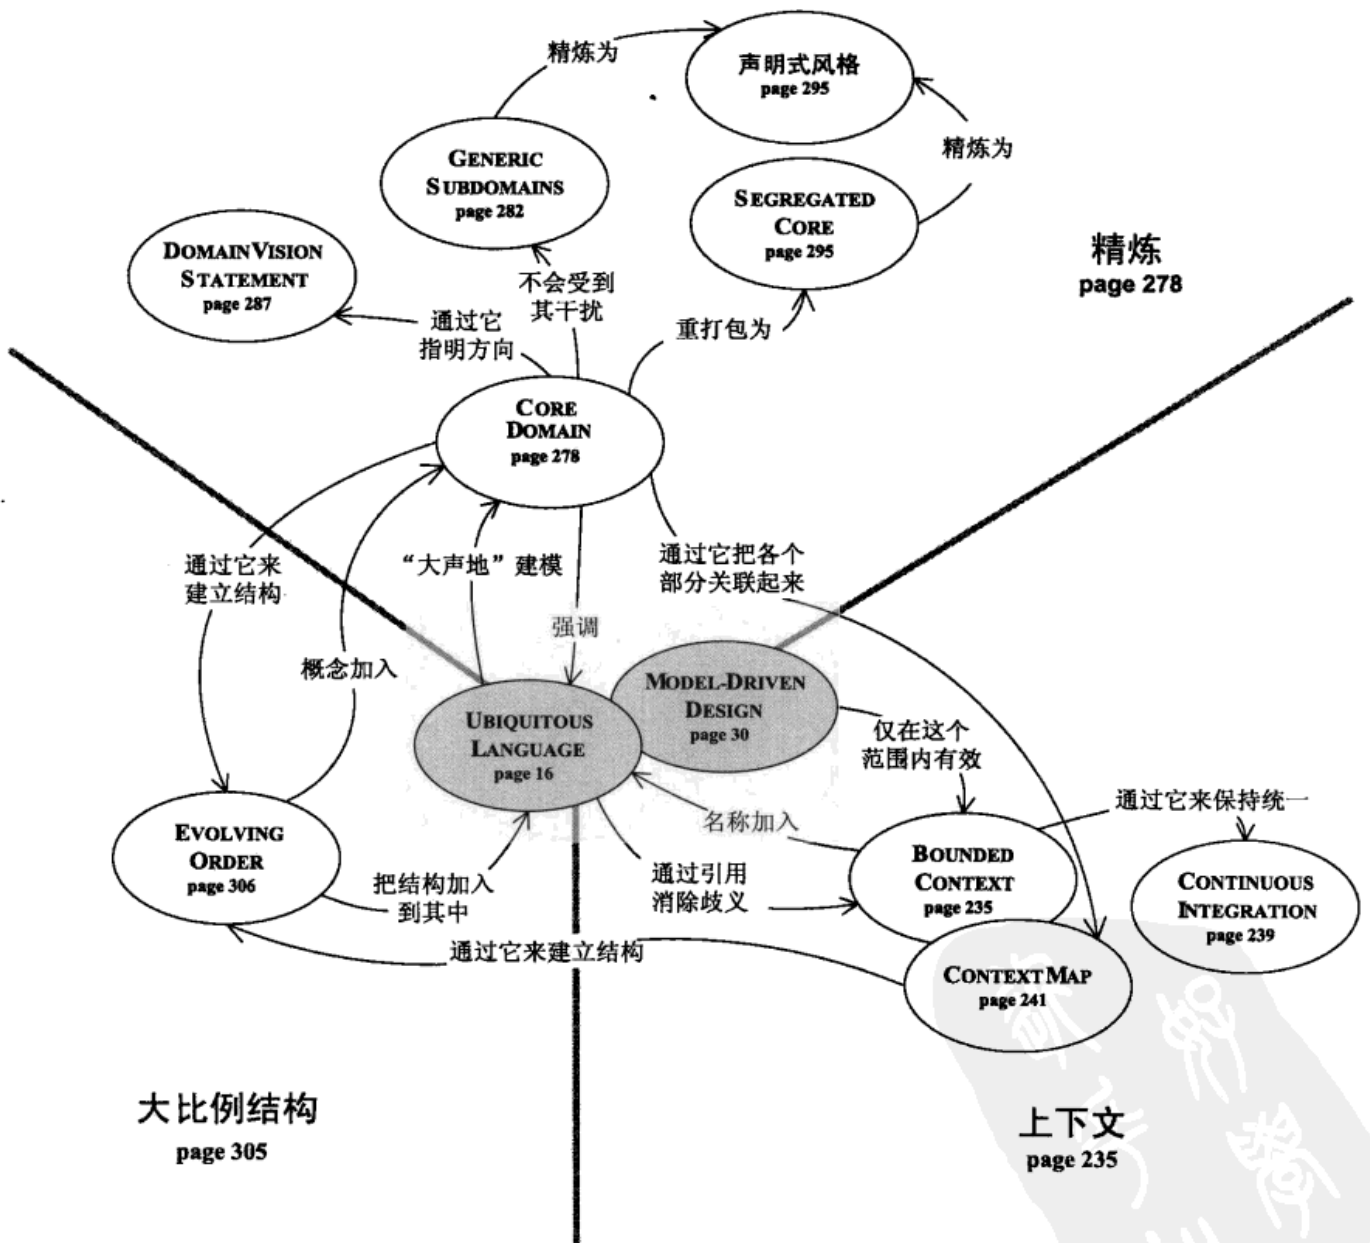 精炼为
声明式风格
page 295
精炼为
GENERIC
SUBDOMAINS
page 282
SEGREGATED
CORE
page 295
精炼
page 278
DOMAIN VISION
STATEMENT
page 287
不会受到
其干扰
通过它
指明方向
重打包为
CORE
DOMAIN
page 278
通过它来
建立结构
“大声地”建模
通过它把各个
部分关联起来
强调
概念加入
MODEL-DRIVEN
DESIGN
page 30
UBIQUITOUS
LANGUAGE
page 16
仅在这个
范围内有效
通过它来保持统一
名称加入
EVOLVING
ORDER
page 306
把结构加入
到其中
通过引用
消除歧义
BOUNDED
CONTEXT
page 235
CONTINUOUS
INTEGRATION
page 239
通过它来建立结构
CONTEXT MAP
page 241
大比例结构
page 305
上下文
page 235